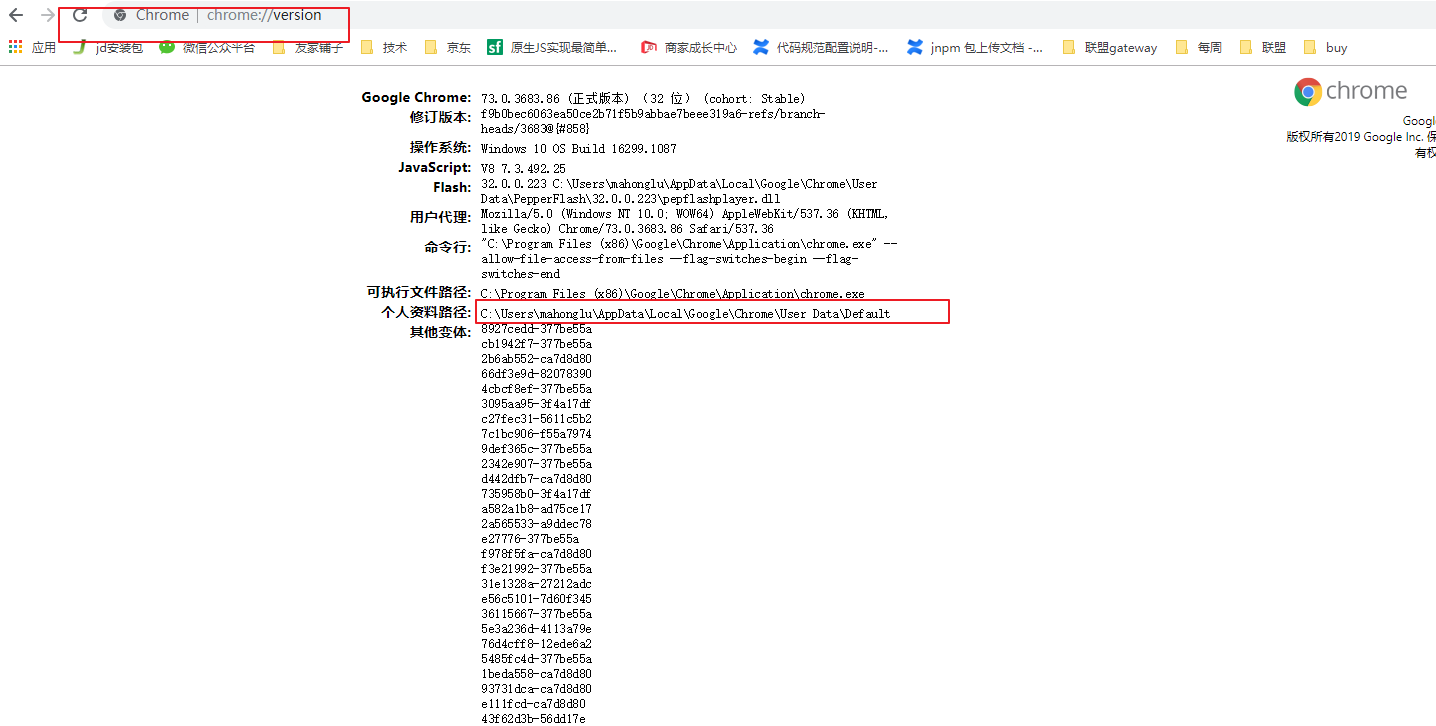 Chrome | chrome://version
应用 jd安装包 微信公众平台 友家铺子 技术 京东 sf 原生JS实现最简单... 商家成长中心 代码规范配置说明-... jnpm 包上传文档 -... 联盟gateway 每周 联盟 buy
chrome
Google Chrome: 73.0.3683.86 (正式版本) (32 位) (cohort: Stable)
修订版本: f9b0bec6063ea50ce2b71f5b9abbae7beee319a6-refs/branch-
heads/3683@{#858}
操作系统: Windows 10 OS Build 16299.1087
JavaScript: V8 7.3.492.25
Flash: 32.0.0.223 C:\Users\mahonglu\AppData\Local\Google\Chrome\User
Data\PepperFlash\32.0.0.223\pepflashplayer.dll
用户代理: Mozilla/5.0 (Windows NT 10.0; WOW64) AppleWebKit/537.36 (KHTML,
like Gecko) Chrome/73.0.3683.86 Safari/537.36
命令行: "C:\Program Files (x86)\Google\Chrome\Application\chrome.exe" --
allow-file-access-from-files --flag-switches-begin --flag-
switches-end
可执行文件路径: C:\Program Files (x86)\Google\Chrome\Application\chrome.exe
个人资料路径: C:\Users\mahonglu\AppData\Local\Google\Chrome\User Data\Default
其他变体: 8927cedd-377be55a
cb1942f7-377be55a
2b6ab552-ca7d8d80
66df3e9d-82078390
4cbcf8ef-377be55a
3095aa95-3f4a17df
c27fec31-5611c5b2
7c1bc906-f55a7974
9def365c-377be55a
2342e907-377be55a
d442dfb7-ca7d8d80
735958b0-3f4a17df
a582a1b8-ad75ce17
2a565533-a9ddec78
e27776-377be55a
f978f5fa-ca7d8d80
f3e21992-377be55a
31e1328a-27212adc
e56c5101-7d60f345
36115667-377be55a
5e3a236d-4113a79e
76d4cff8-12ede6a2
5485fc4d-377be55a
1beda558-ca7d8d80
93731dca-ca7d8d80
e111fcd-ca7d8d80
43f62d3b-56dd17e
Googl
版权所有2019 Google Inc. 保
有权